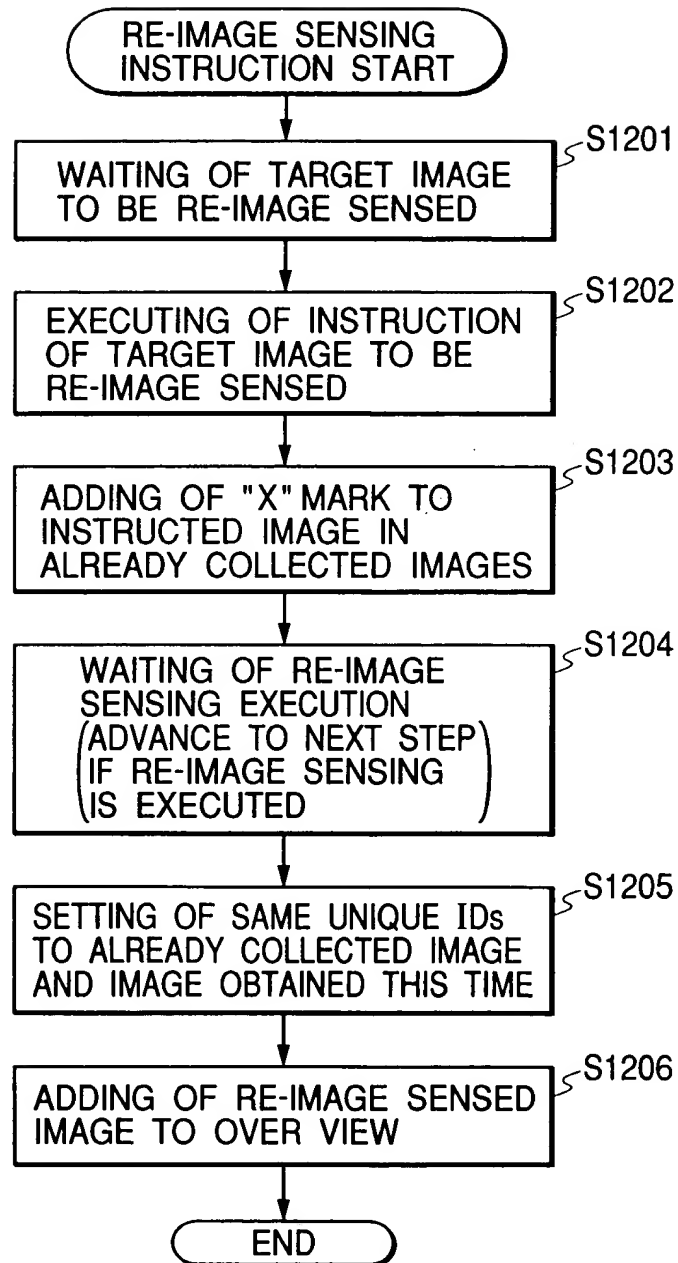 RE-IMAGE SENSING
INSTRUCTION START
S1201
WAITING OF TARGET IMAGE
TO BE RE-IMAGE SENSED
S1202
EXECUTING OF INSTRUCTION
OF TARGET IMAGE TO BE
RE-IMAGE SENSED
S1203
ADDING OF "X" MARK TO
INSTRUCTED IMAGE IN
ALREADY COLLECTED IMAGES
S1204
WAITING OF RE-IMAGE
SENSING EXECUTION
(ADVANCE TO NEXT STEP
IF RE-IMAGE SENSING
IS EXECUTED)
S1205
SETTING OF SAME UNIQUE IDs
TO ALREADY COLLECTED IMAGE
AND IMAGE OBTAINED THIS TIME
S1206
ADDING OF RE-IMAGE SENSED
IMAGE TO OVER VIEW
END